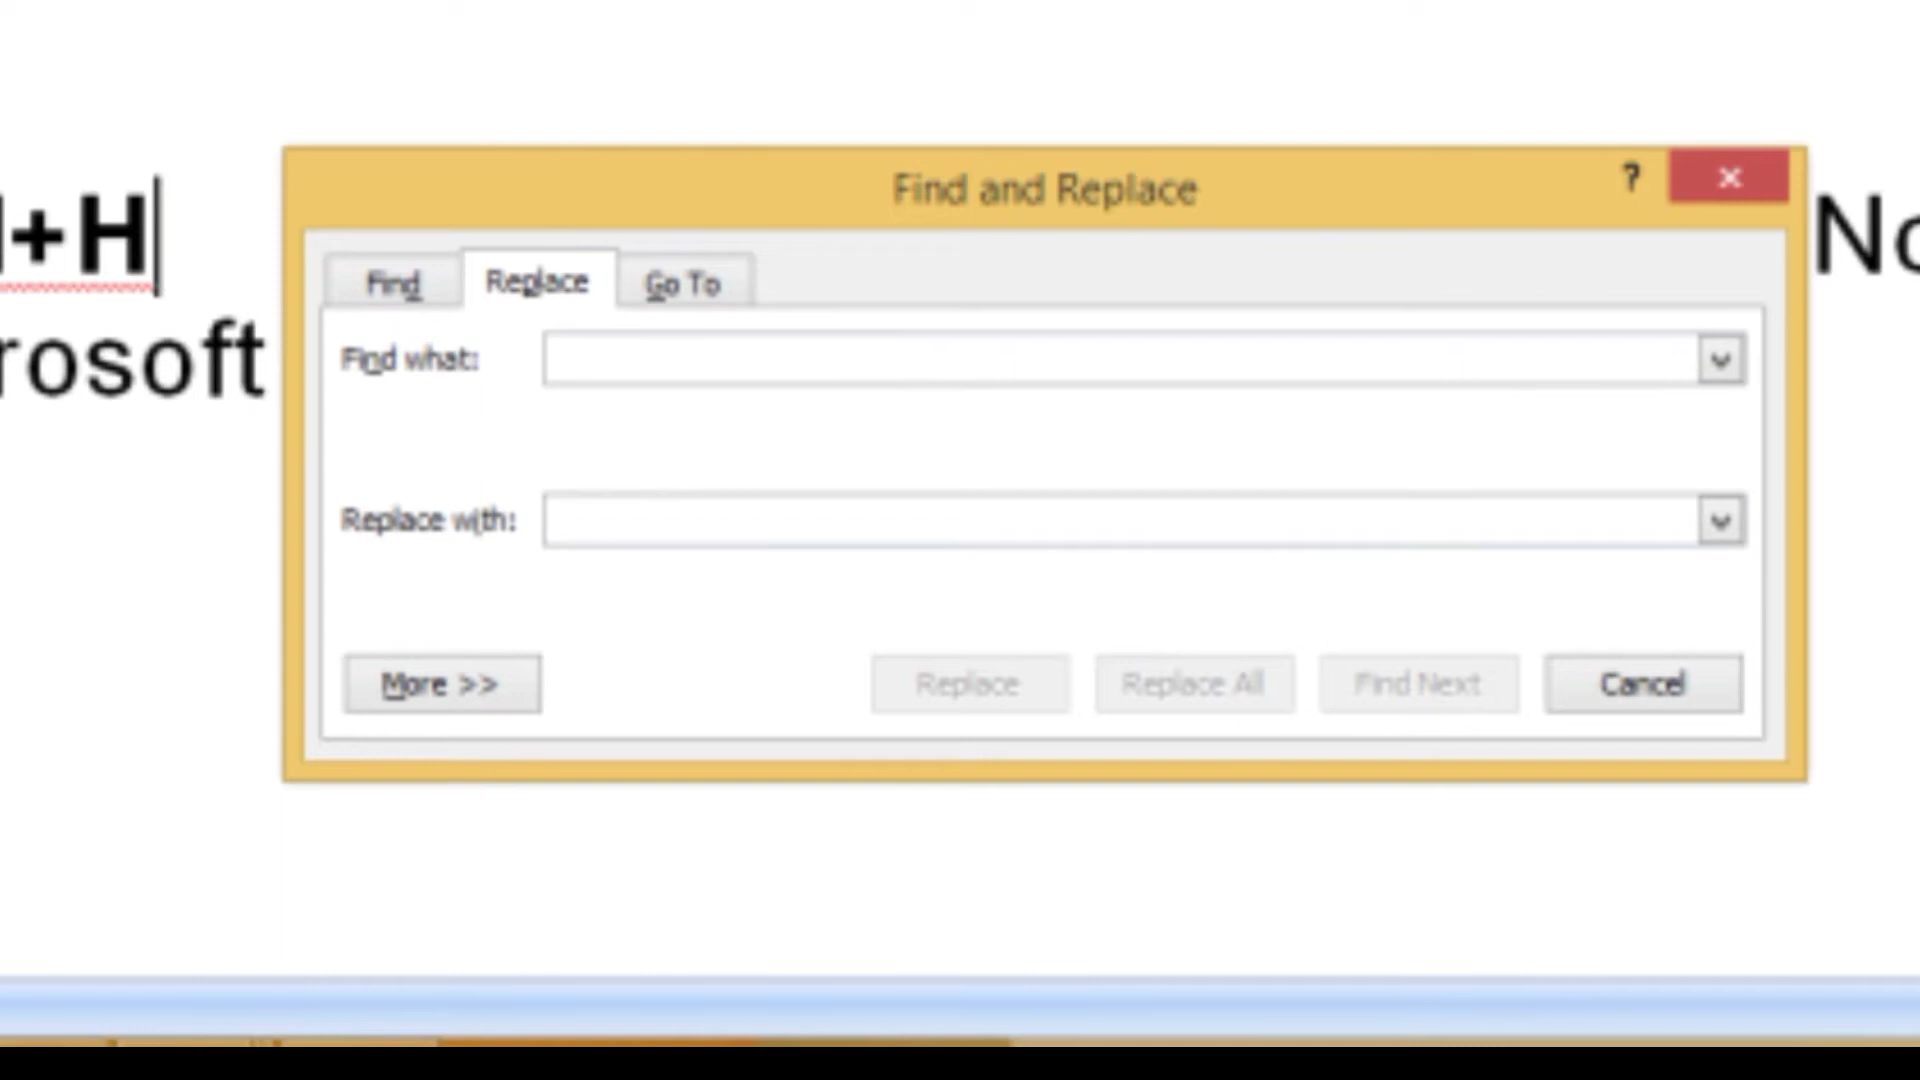 Find and Replace ?
+H
No
Find Replace Go To
rosoft
Find what:
Replace with:
More >> Replace Replace All Find Next Cancel